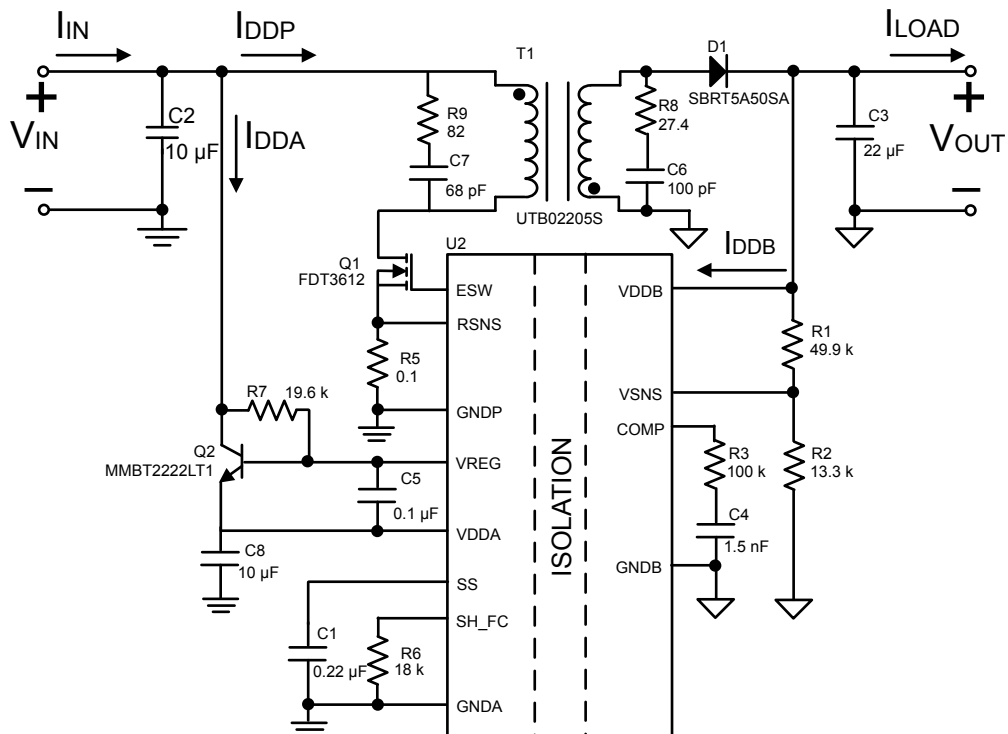 IIN
IDDP
T1
D1
ILOAD
SBRT5A50SA
+
VIN
−
C2
10 µF
IDDA
R9
82
C7
68 pF
R8
27.4
C6
100 pF
UTB02205S
C3
22 µF
+
VOUT
−
U2
IDDB
Q1
FDT3612
ESW
VDDB
RSNS
R5
0.1
R1
49.9 k
R7
19.6 k
GNDP
VSNS
COMP
Q2
MMBT2222LT1
VREG
ISOLATION
R3
100 k
R2
13.3 k
C5
0.1 µF
C4
1.5 nF
VDDA
C8
10 µF
GNDB
SS
SH_FC
C1
0.22 µF
R6
18 k
GNDA